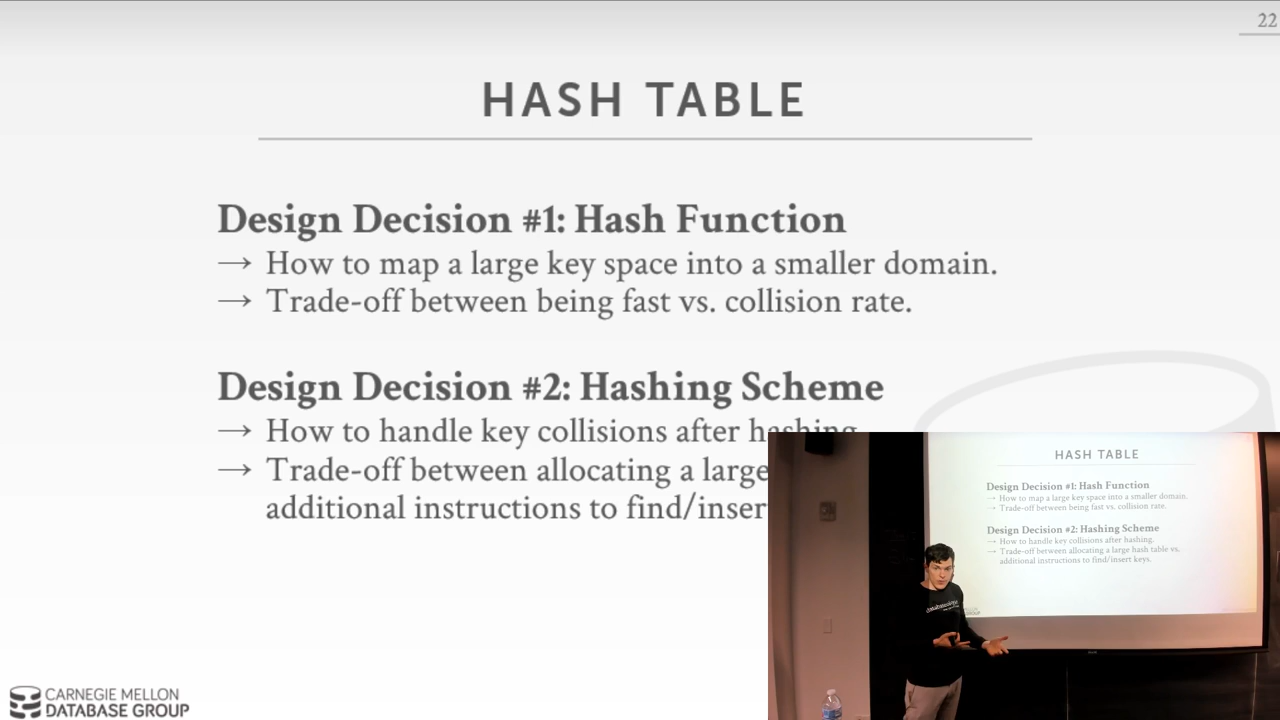 22
HASH TABLE
Design Decision #1: Hash Function
→ How to map a large key space into a smaller domain.
→ Trade-off between being fast vs. collision rate.
Design Decision #2: Hashing Scheme
→ How to handle key collisions after hashing.
→ Trade-off between allocating a large
additional instructions to find/inser
HASH TABLE
Design Decision #1: Hash Function
→ How to map a large key space into a smaller domain.
→ Trade-off between being fast vs. collision rate.
Design Decision #2: Hashing Scheme
→ How to handle key collisions after hashing.
→ Trade-off between allocating a large hash table vs.
additional instructions to find/insert keys.
CARNEGIE MELLON
DATABASE GROUP